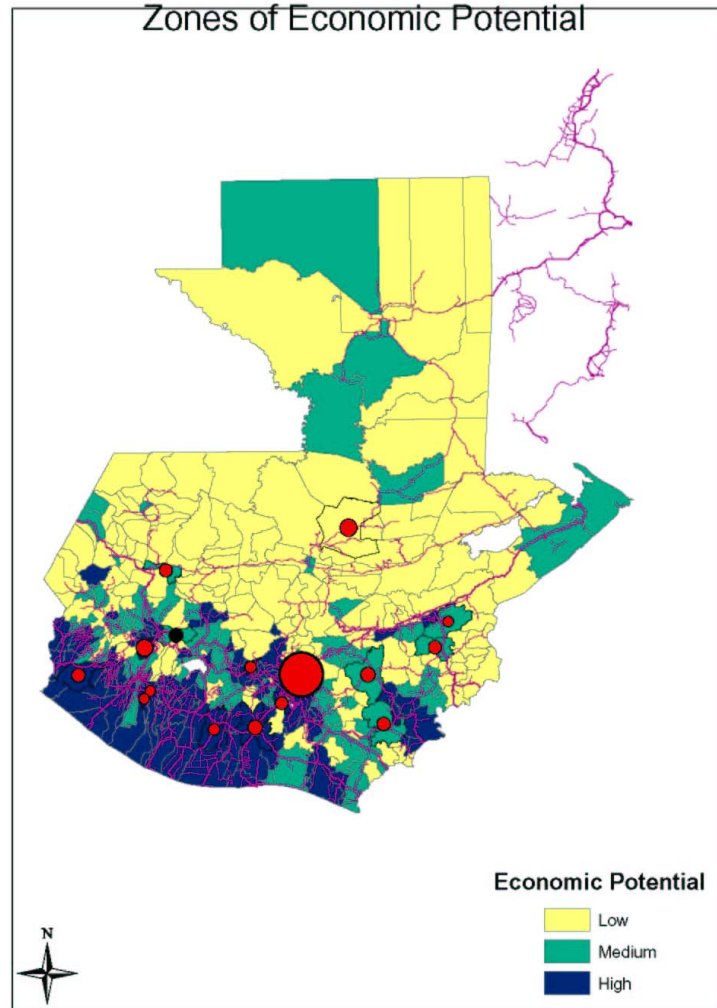 Zones of Economic Potential
Economic Potential
Low
Medium
N
High